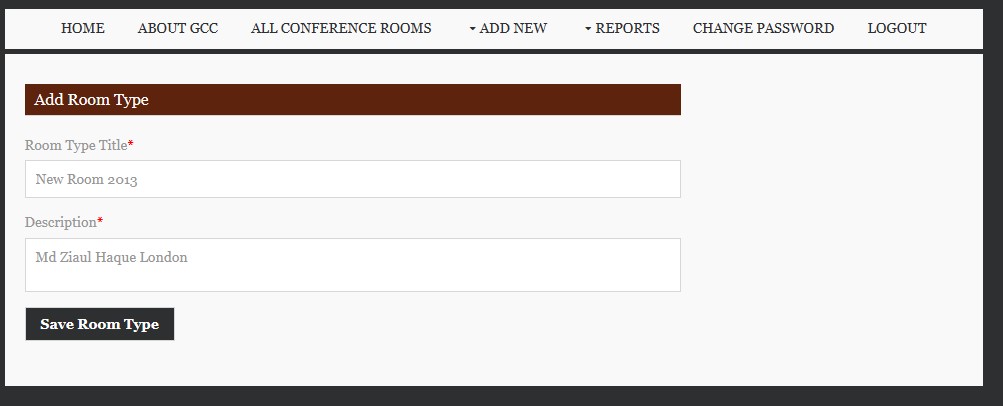 HOME ABOUT GCC ALL CONFERENCE ROOMS ADD NEW REPORTS CHANGE PASSWORD LOGOUT
Add Room Type
Room Type Title*
New Room 2013
Description*
Md Ziaul Haque London
Save Room Type